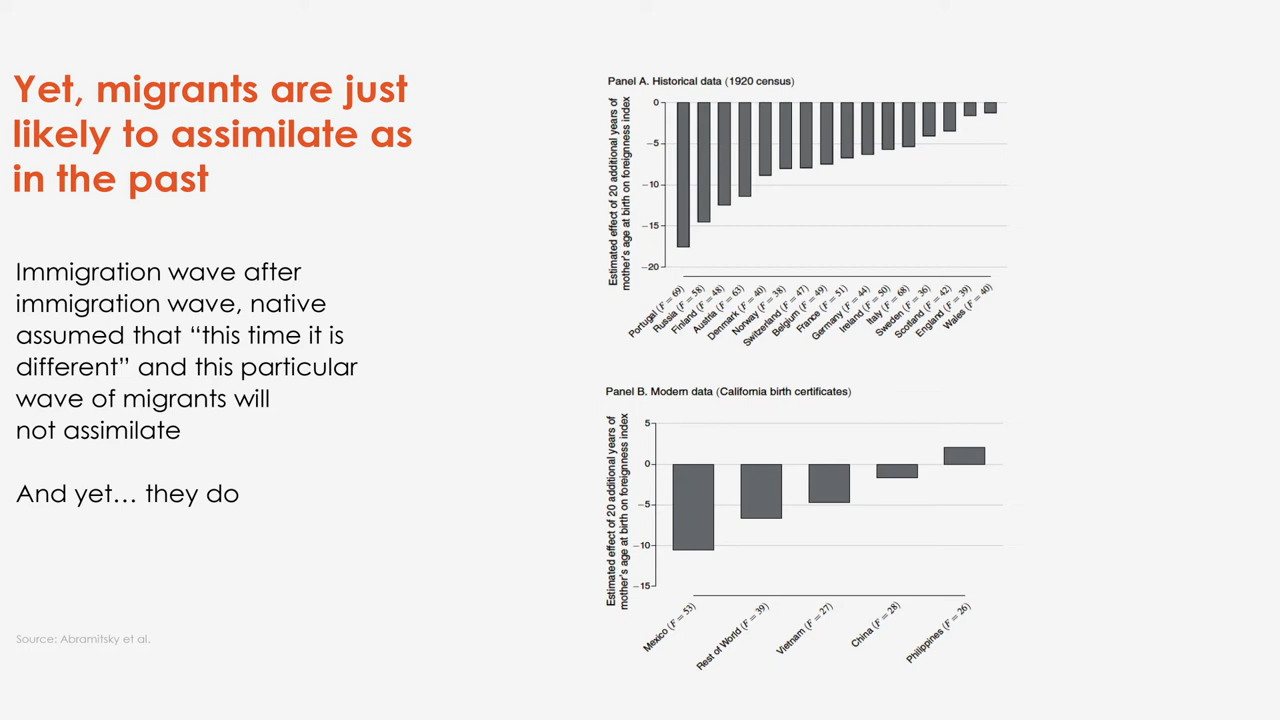 Yet, migrants are just
likely to assimilate as
in the past
Immigration wave after
immigration wave, native
assumed that “this time it is
different” and this particular
wave of migrants will
not assimilate
And yet… they do
Source: Abramitsky et al.
Panel A. Historical data (1920 census)
Estimated effect of 20 additional years of
mother's age at birth on foreignness index
0
−5
−10
−15
−20
Portugal (F = 69)
Russia (F = 58)
Finland (F = 48)
Austria (F = 63)
Denmark (F = 40)
Norway (F = 38)
Switzerland (F = 47)
Belgium (F = 49)
France (F = 51)
Germany (F = 44)
Ireland (F = 50)
Italy (F = 68)
Sweden (F = 36)
Scotland (F = 42)
England (F = 39)
Wales (F = 40)
Panel B. Modern data (California birth certificates)
Estimated effect of 20 additional years of
mother's age at birth on foreignness index
5
0
−5
−10
−15
Mexico (F = 53)
Rest of World (F = 39)
Vietnam (F = 27)
China (F = 28)
Philippines (F = 26)